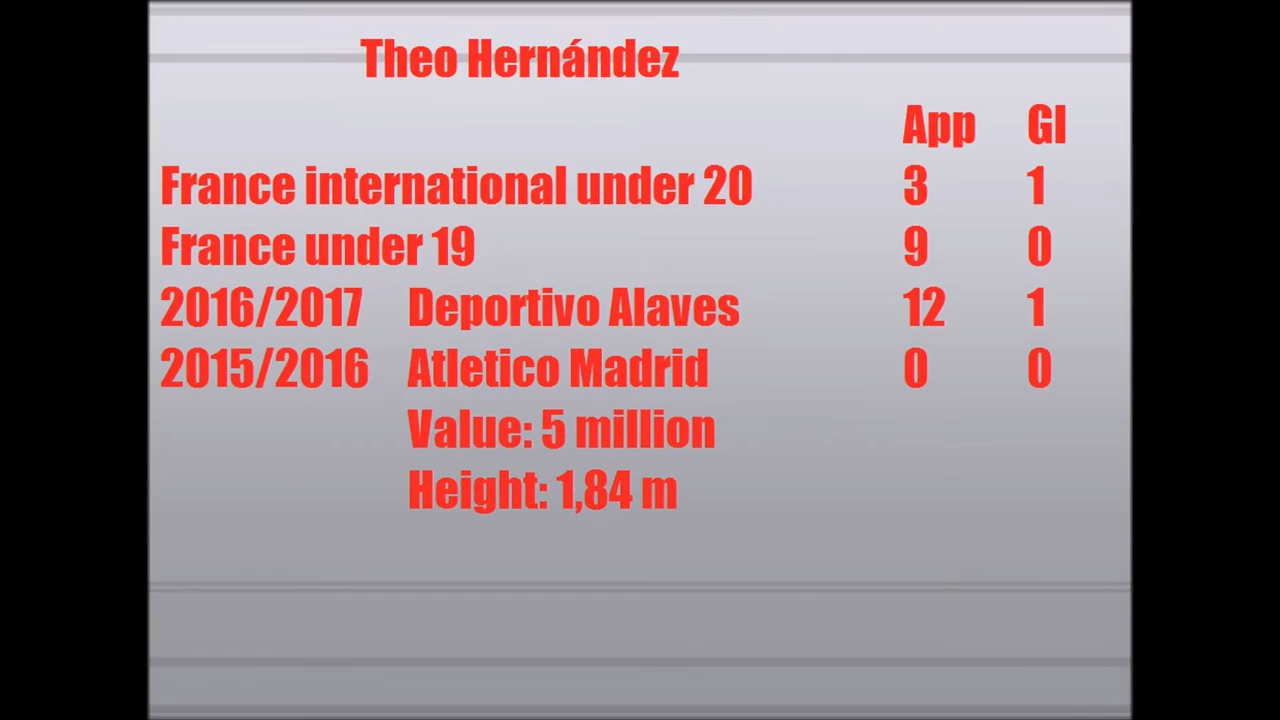 Theo Hernández
App Gl
France international under 20 3 1
France under 19 9 0
2016/2017 Deportivo Alaves 12 1
2015/2016 Atletico Madrid 0 0
Value: 5 million
Height: 1,84 m